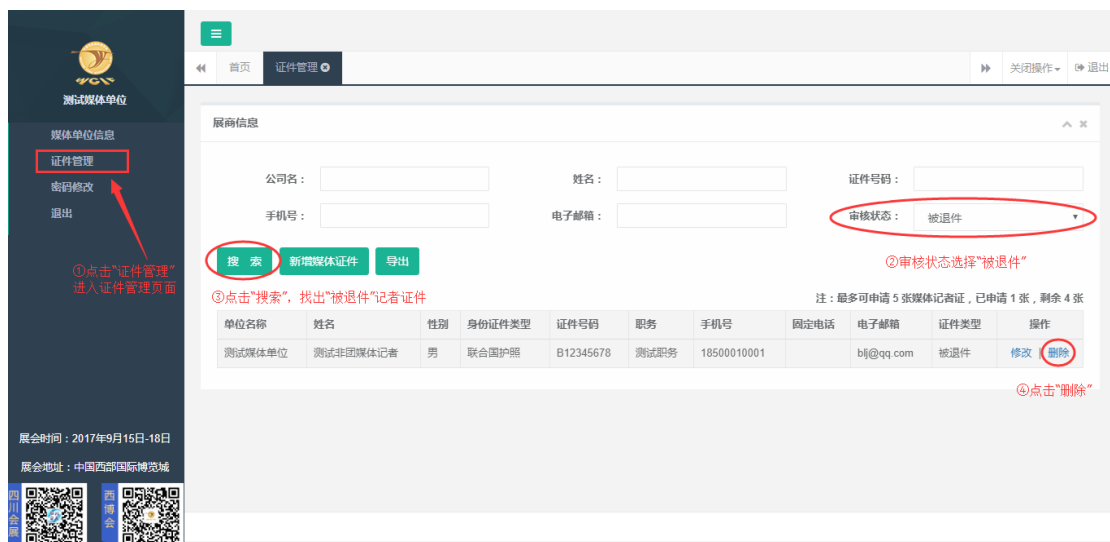 WCIF
测试媒体单位
媒体单位信息
证件管理
密码修改
退出
①点击“证件管理”
进入证件管理页面
展会时间：2017年9月15日-18日
展会地址：中国西部国际博览城
四川会展
西博会
首页
证件管理
关闭操作
退出
展商信息
公司名：
姓名：
证件号码：
手机号：
电子邮箱：
审核状态：
被退件
搜 索
新增媒体证件
导出
②审核状态选择“被退件”
③点击“搜索”，找出“被退件”记者证件
注：最多可申请 5 张媒体记者证，已申请 1 张，剩余 4 张
单位名称 姓名 性别 身份证件类型 证件号码 职务 手机号 固定电话 电子邮箱 证件类型 操作
测试媒体单位 测试非团媒体记者 男 联合国护照 B12345678 测试职务 18500010001 blj@qq.com 被退件 修改 | 删除
④点击“删除”